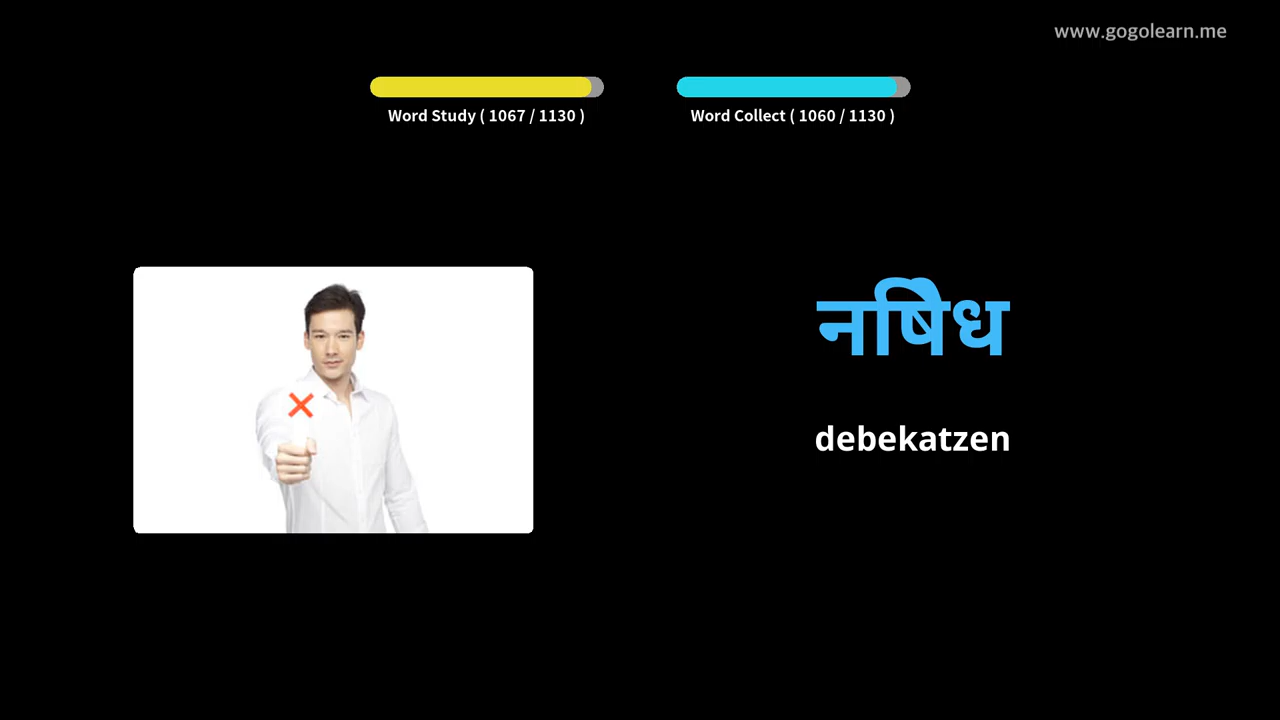 www.gogolearn.me
Word Study ( 1067 / 1130 )
Word Collect ( 1060 / 1130 )
नषिेध
debekatzen